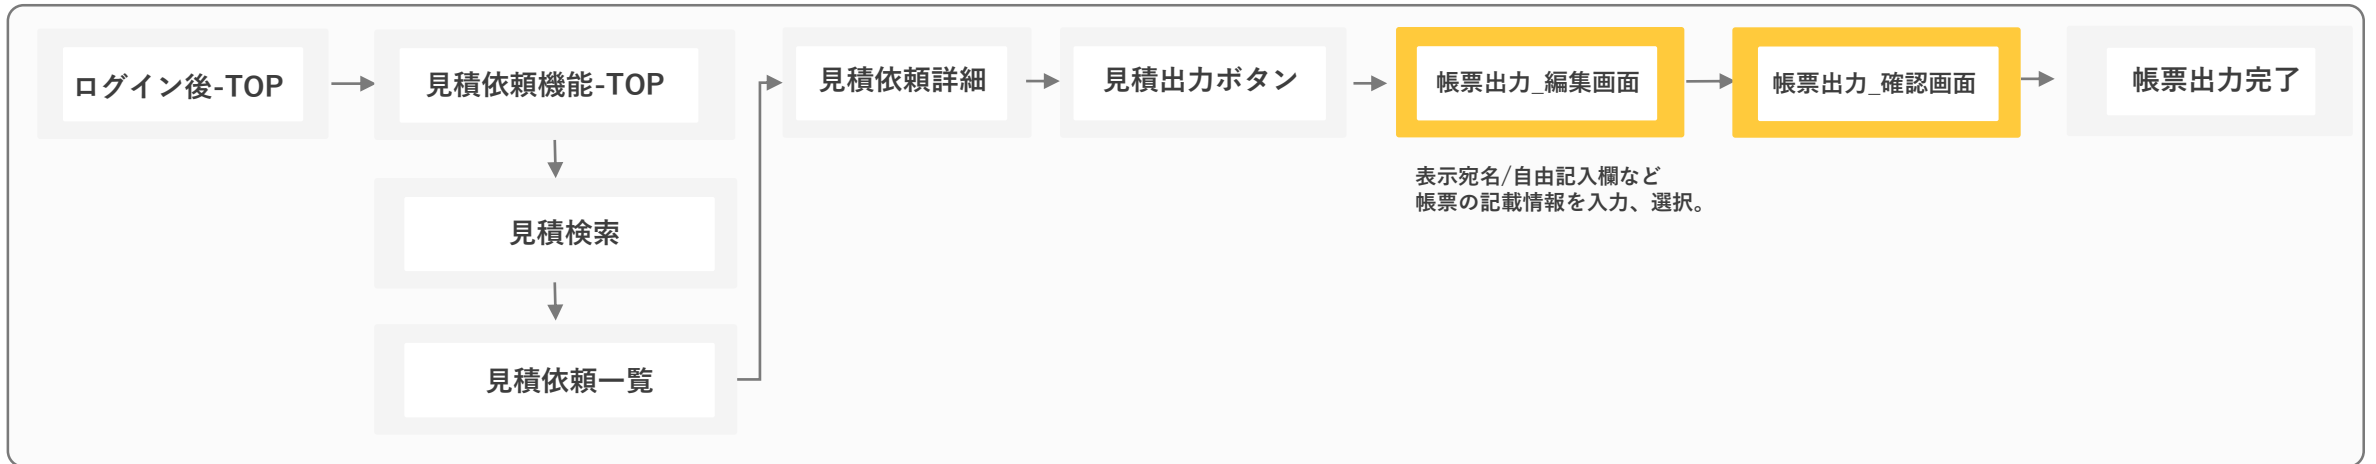 ログイン後-TOP
見積依頼機能-TOP
見積検索
見積依頼一覧
見積依頼詳細
見積出力ボタン
帳票出力_編集画面
表示宛名/自由記入欄など
帳票の記載情報を入力、選択。
帳票出力_確認画面
帳票出力完了